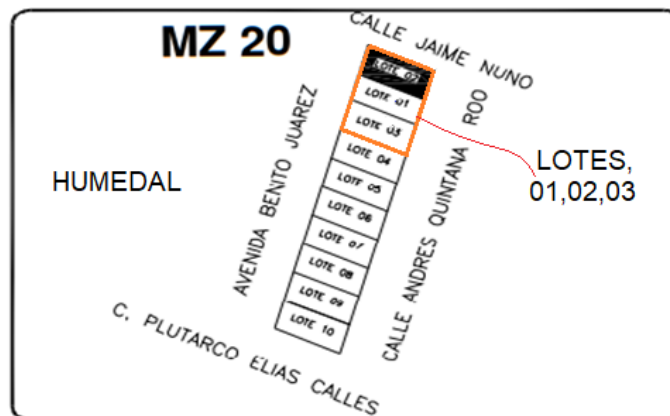 MZ 20
CALLE JAIME NUNO
LOTE 02
LOTE 01
LOTE 03
LOTE 04
LOTE 05
LOTE 06
LOTE 07
LOTE 08
LOTE 09
LOTE 10
AVENIDA BENITO JUAREZ
CALLE ANDRES QUINTANA ROO
HUMEDAL
LOTES,
01,02,03
C. PLUTARCO ELIAS CALLES